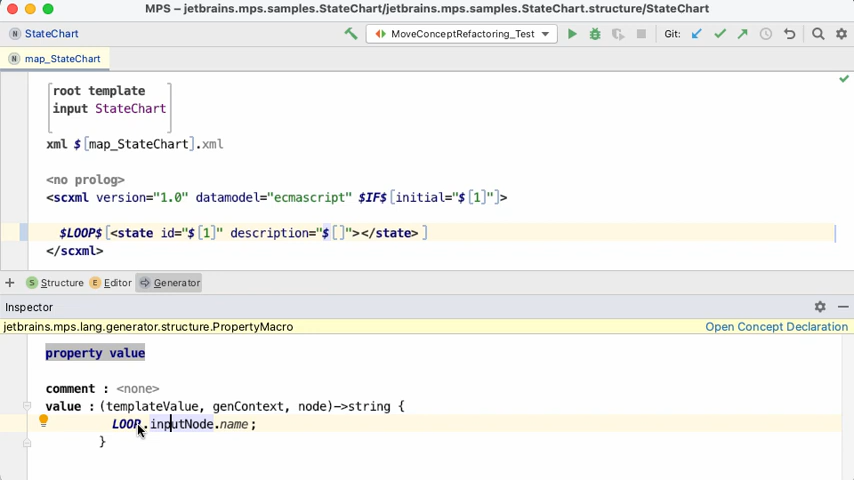 MPS – jetbrains.mps.samples.StateChart/jetbrains.mps.samples.StateChart.structure/StateChart
StateChart
MoveConceptRefactoring_Test
Git:
map_StateChart
root template
input StateChart
xml $[map_StateChart].xml
<no prolog>
<scxml version="1.0" datamodel="ecmascript" $IF$[initial="$[1]"]>
$LOOP$[<state id="$[1]" description="$[]"></state>]
</scxml>
+ S Structure E Editor Generator
Inspector
jetbrains.mps.lang.generator.structure.PropertyMacro Open Concept Declaration
property value
comment : <none>
value : (templateValue, genContext, node)->string {
LOOP.inputNode.name;
}